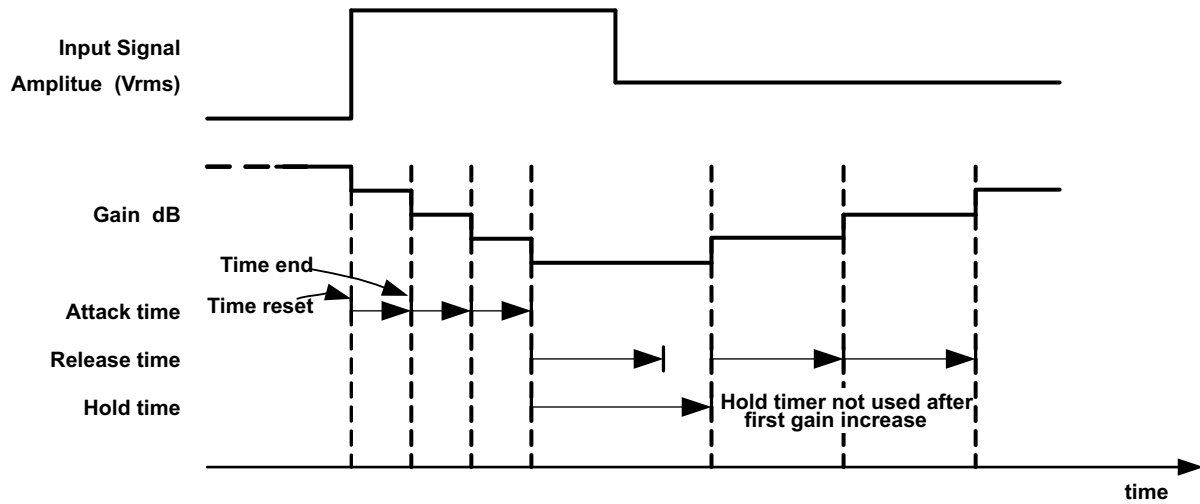 Input Signal
Amplitue (Vrms)
Gain dB
Time end
Time reset
Attack time
Release time
Hold time
Hold timer not used after
first gain increase
time